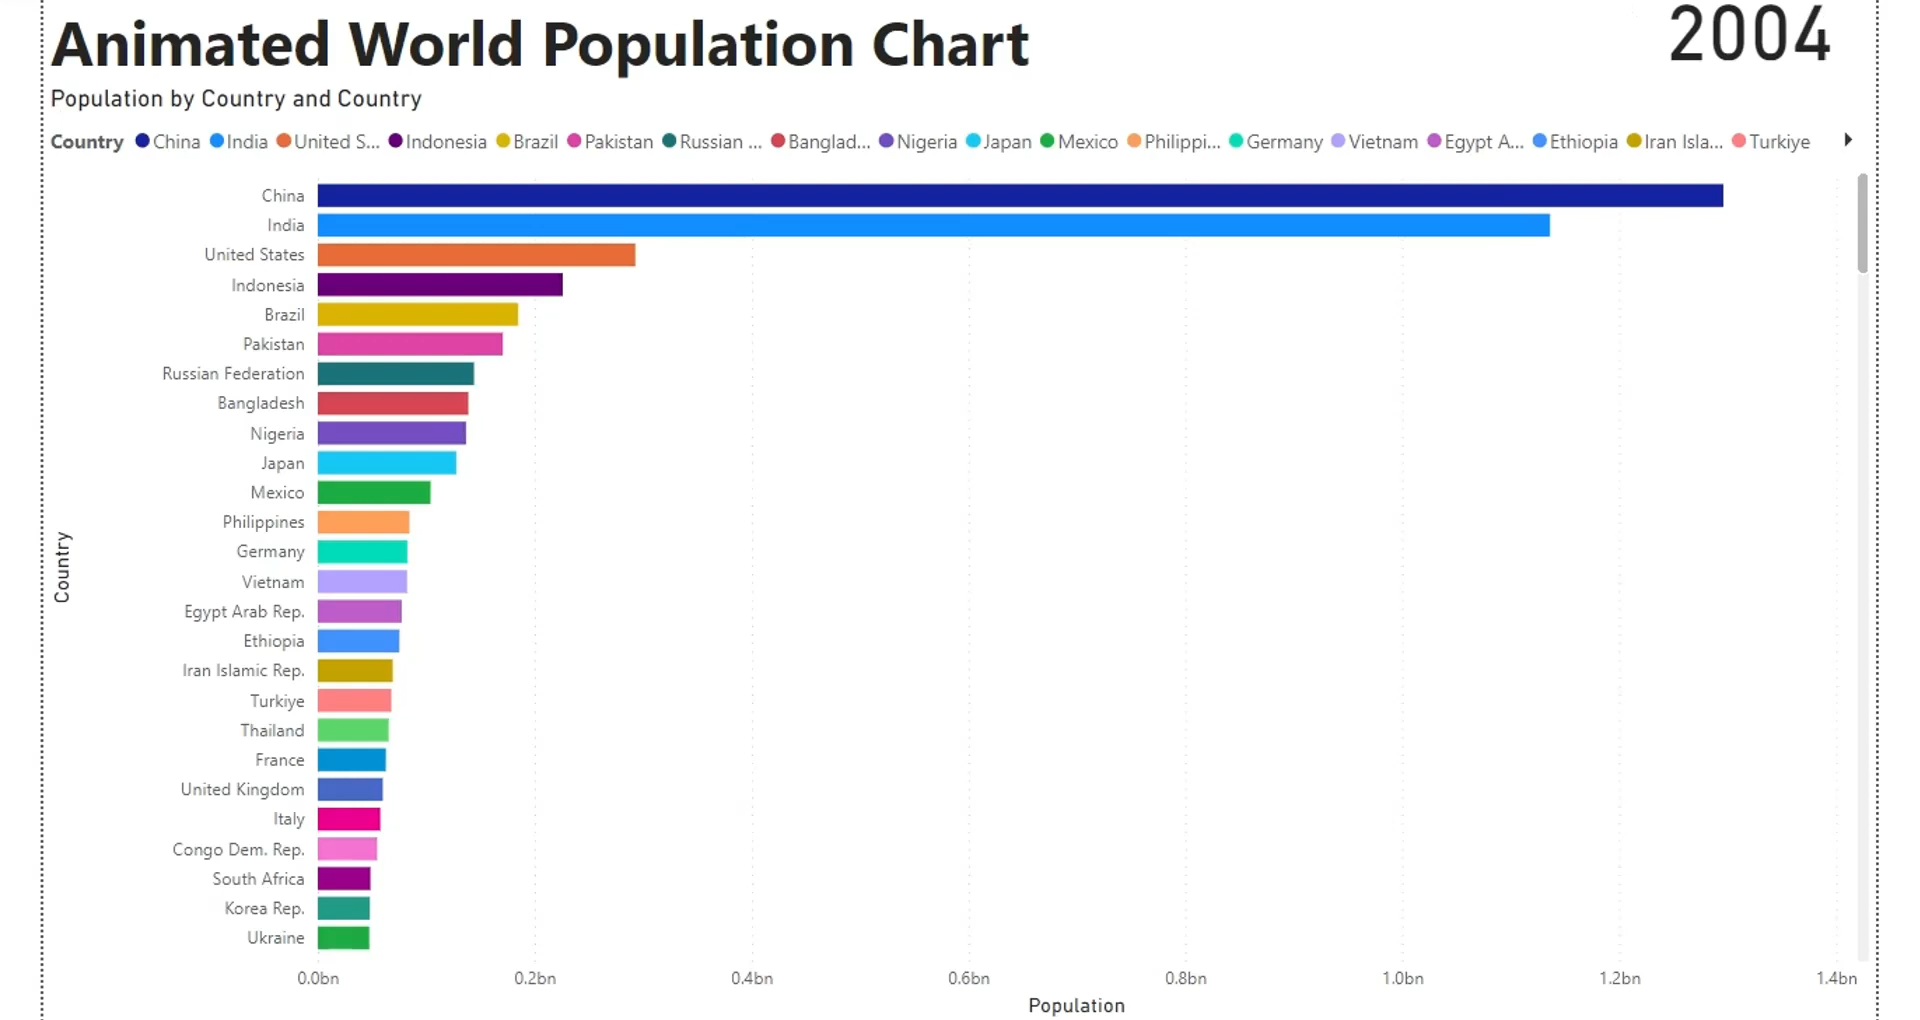 Animated World Population Chart
2004
Population by Country and Country
Country China India United S... Indonesia Brazil Pakistan Russian ... Banglad... Nigeria Japan Mexico Philippi... Germany Vietnam Egypt A... Ethiopia Iran Isla... Turkiye
Country
China
India
United States
Indonesia
Brazil
Pakistan
Russian Federation
Bangladesh
Nigeria
Japan
Mexico
Philippines
Germany
Vietnam
Egypt Arab Rep.
Ethiopia
Iran Islamic Rep.
Turkiye
Thailand
France
United Kingdom
Italy
Congo Dem. Rep.
South Africa
Korea Rep.
Ukraine
0.0bn 0.2bn 0.4bn 0.6bn 0.8bn 1.0bn 1.2bn 1.4bn
Population